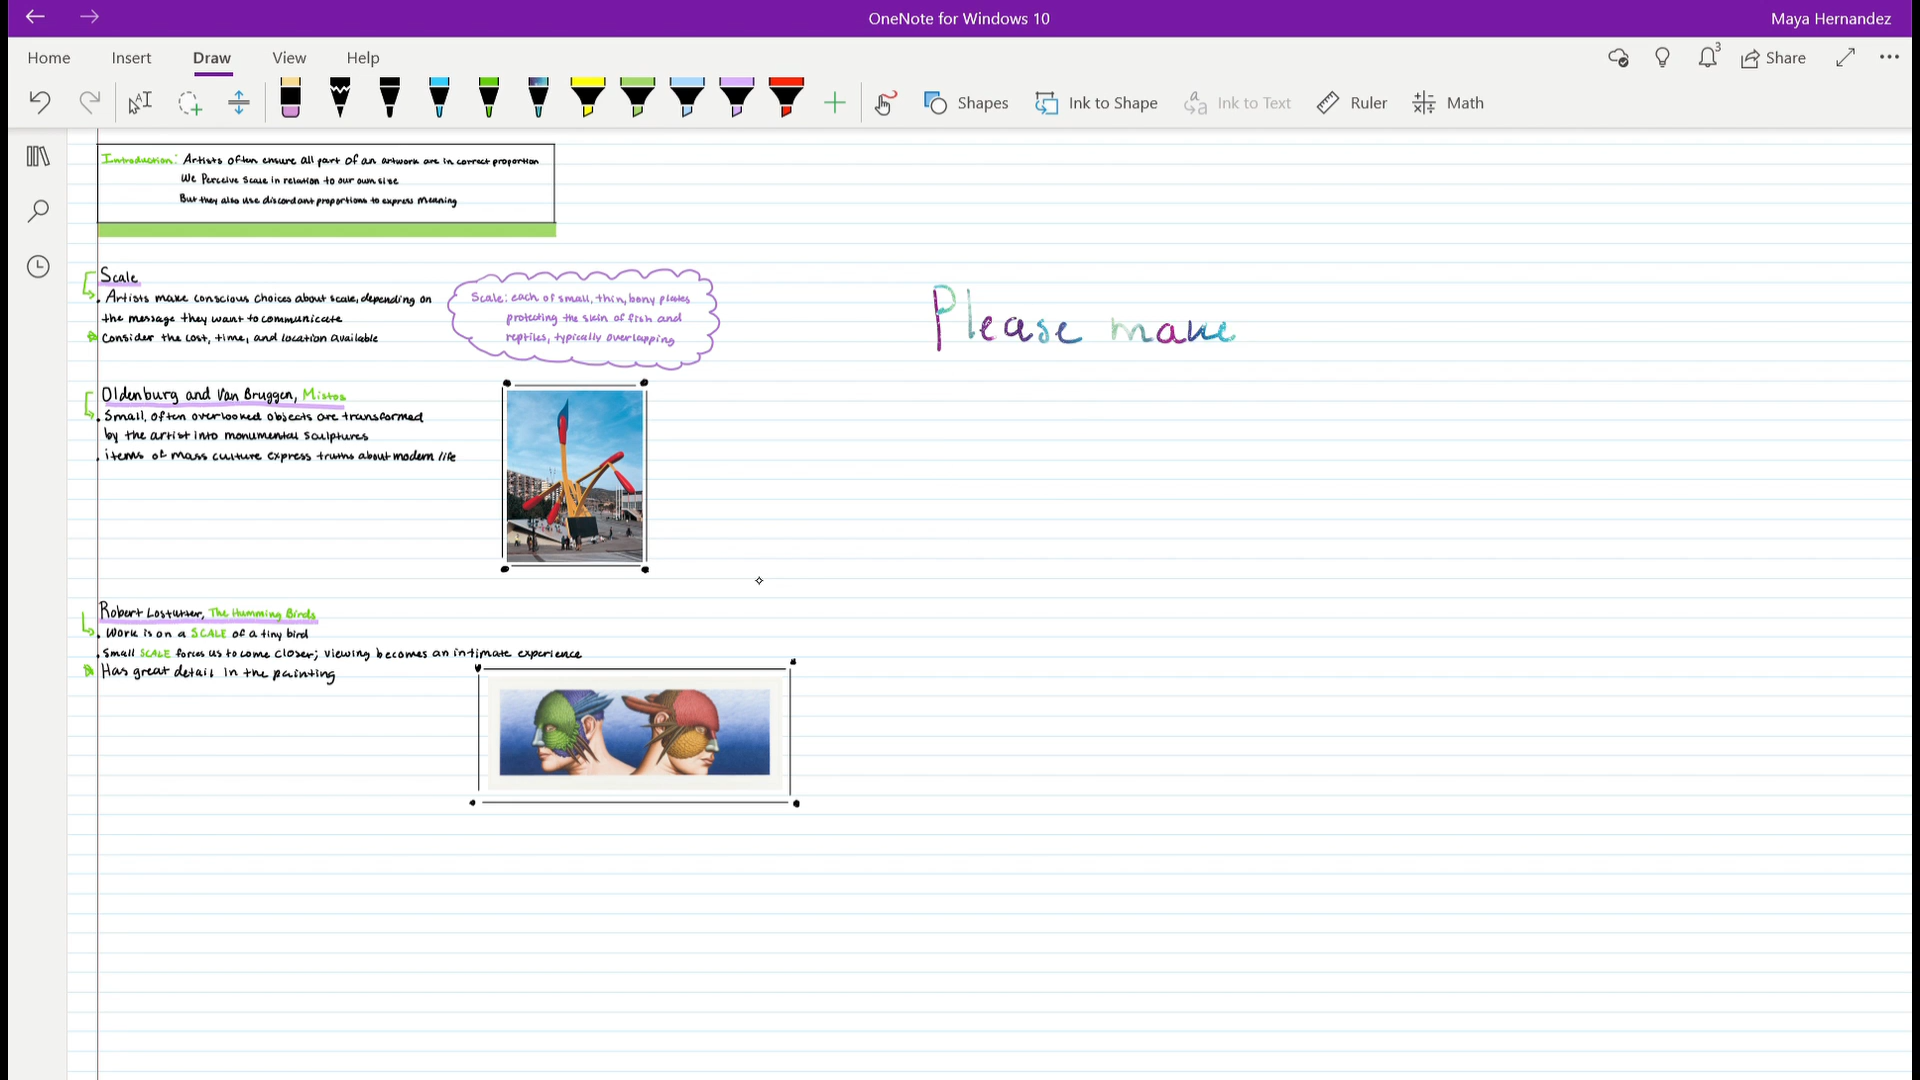 OneNote for Windows 10
Maya Hernandez
Home
Insert
Draw
View
Help
3
Share
Shapes
Ink to Shape
Ink to Text
Ruler
Math
Introduction: Artists often ensure all part of an artwork are in correct proportion
We Perceive Scale in relation to our own size
But they also use discordant proportions to express meaning
Scale
. Artists make conscious choices about scale, depending on
the message they want to communicate
Consider the cost, time, and location available
Scale: each of small, thin, bony plates
protecting the skin of fish and
reptiles, typically overlapping
Please make
Oldenburg and Van Bruggen, Mistos
. Small, often overlooked objects are transformed
by the artist into monumental sculptures
. items of mass culture express truths about modern life
Robert Lostutter, The Humming Birds
. Work is on a SCALE of a tiny bird
. Small SCALE forces us to come closer; viewing becomes an intimate experience
Has great detail in the painting